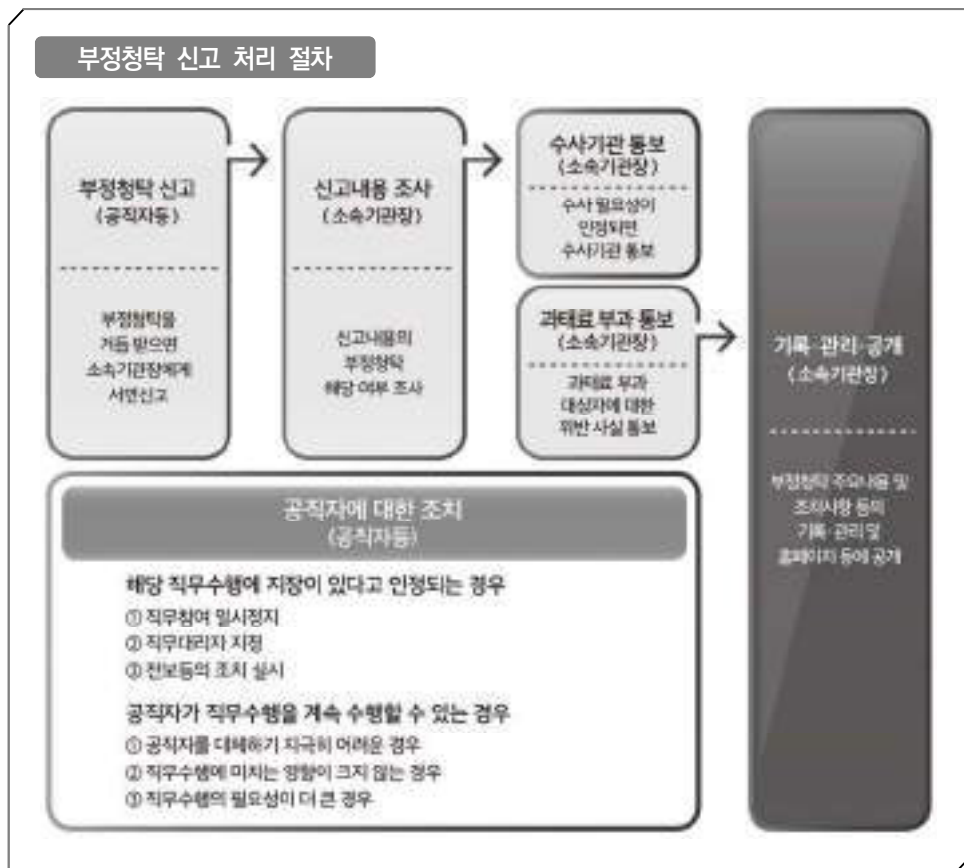 부정청탁 신고 처리 절차
부정청탁 신고
(공직자등)
부정청탁을
거듭 받으면
소속기관장에게
서면신고
신고내용 조사
(소속기관장)
신고내용의
부정청탁
해당 여부 조사
수사기관 통보
(소속기관장)
수사 필요성이
인정되면
수사기관 통보
과태료 부과 통보
(소속기관장)
과태료 부과
대상자에 대한
위반 사실 통보
기록·관리·공개
(소속기관장)
부정청탁 주요내용 및
조치사항 등의
기록·관리 및
홈페이지 등에 공개
공직자에 대한 조치
(공직자등)
해당 직무수행에 지장이 있다고 인정되는 경우
① 직무참여 일시정지
② 직무대리자 지정
③ 전보등의 조치 실시
공직자가 직무수행을 계속 수행할 수 있는 경우
① 공직자를 대체하기 지극히 어려운 경우
② 직무수행에 미치는 영향이 크지 않는 경우
③ 직무수행의 필요성이 더 큰 경우